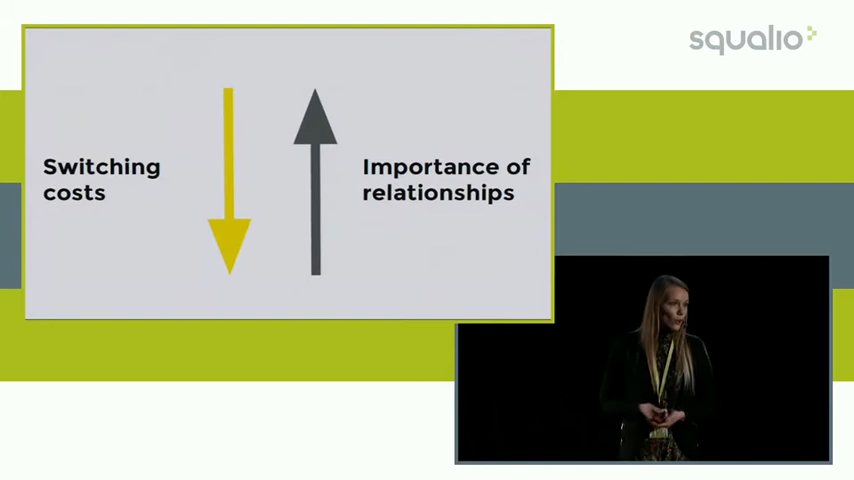 squalio
Switching
costs
Importance of
relationships